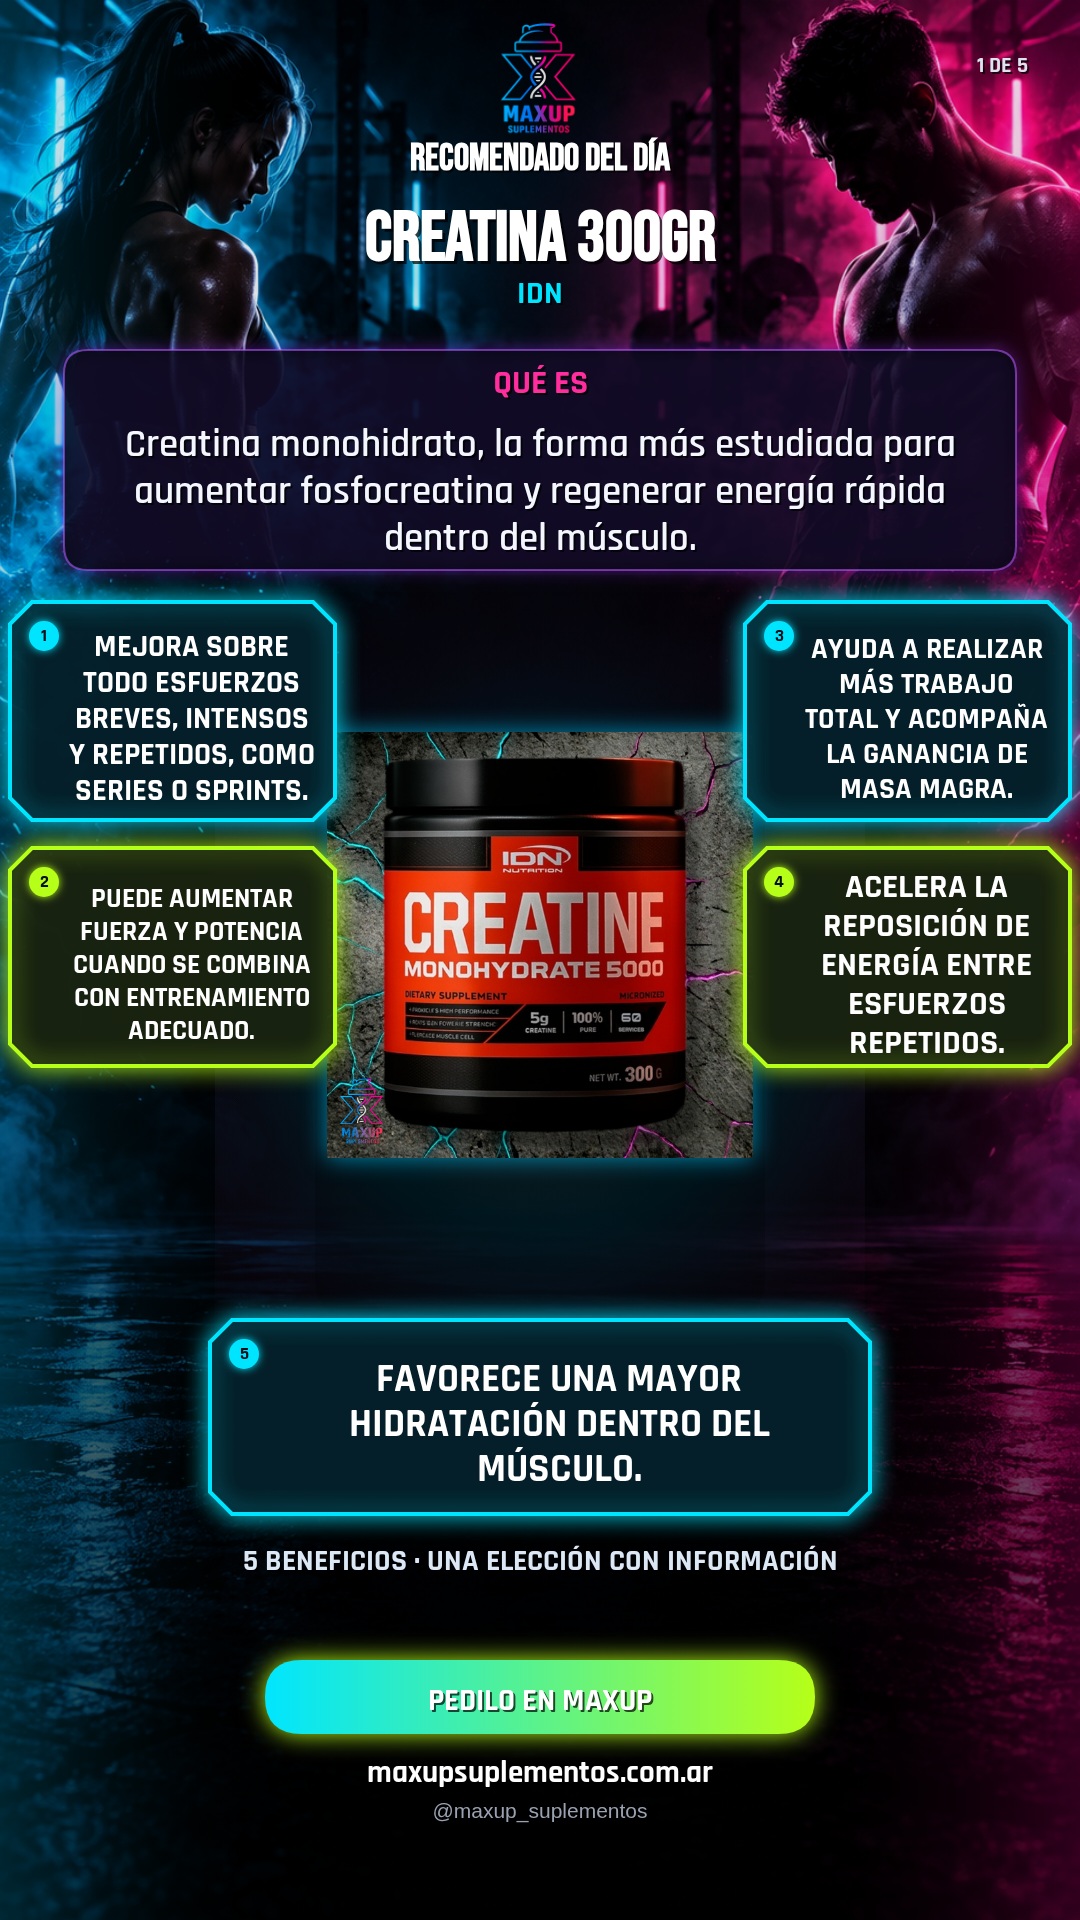 1 DE 5
MAXUP
SUPLEMENTOS
RECOMENDADO DEL DÍA
CREATINA 300GR
IDN
QUÉ ES
Creatina monohidrato, la forma más estudiada para
aumentar fosfocreatina y regenerar energía rápida
dentro del músculo.
1
MEJORA SOBRE
TODO ESFUERZOS
BREVES, INTENSOS
Y REPETIDOS, COMO
SERIES O SPRINTS.
2
PUEDE AUMENTAR
FUERZA Y POTENCIA
CUANDO SE COMBINA
CON ENTRENAMIENTO
ADECUADO.
3
AYUDA A REALIZAR
MÁS TRABAJO
TOTAL Y ACOMPAÑA
LA GANANCIA DE
MASA MAGRA.
4
ACELERA LA
REPOSICIÓN DE
ENERGÍA ENTRE
ESFUERZOS
REPETIDOS.
IDN
NUTRITION
CREATINE
MONOHYDRATE 5000
DIETARY SUPPLEMENT MICRONIZED
5g CREATINE 100% PURE 60
NET WT. 300 G
MAXUP
5
FAVORECE UNA MAYOR
HIDRATACIÓN DENTRO DEL
MÚSCULO.
5 BENEFICIOS · UNA ELECCIÓN CON INFORMACIÓN
PEDILO EN MAXUP
maxupsuplementos.com.ar
@maxup_suplementos